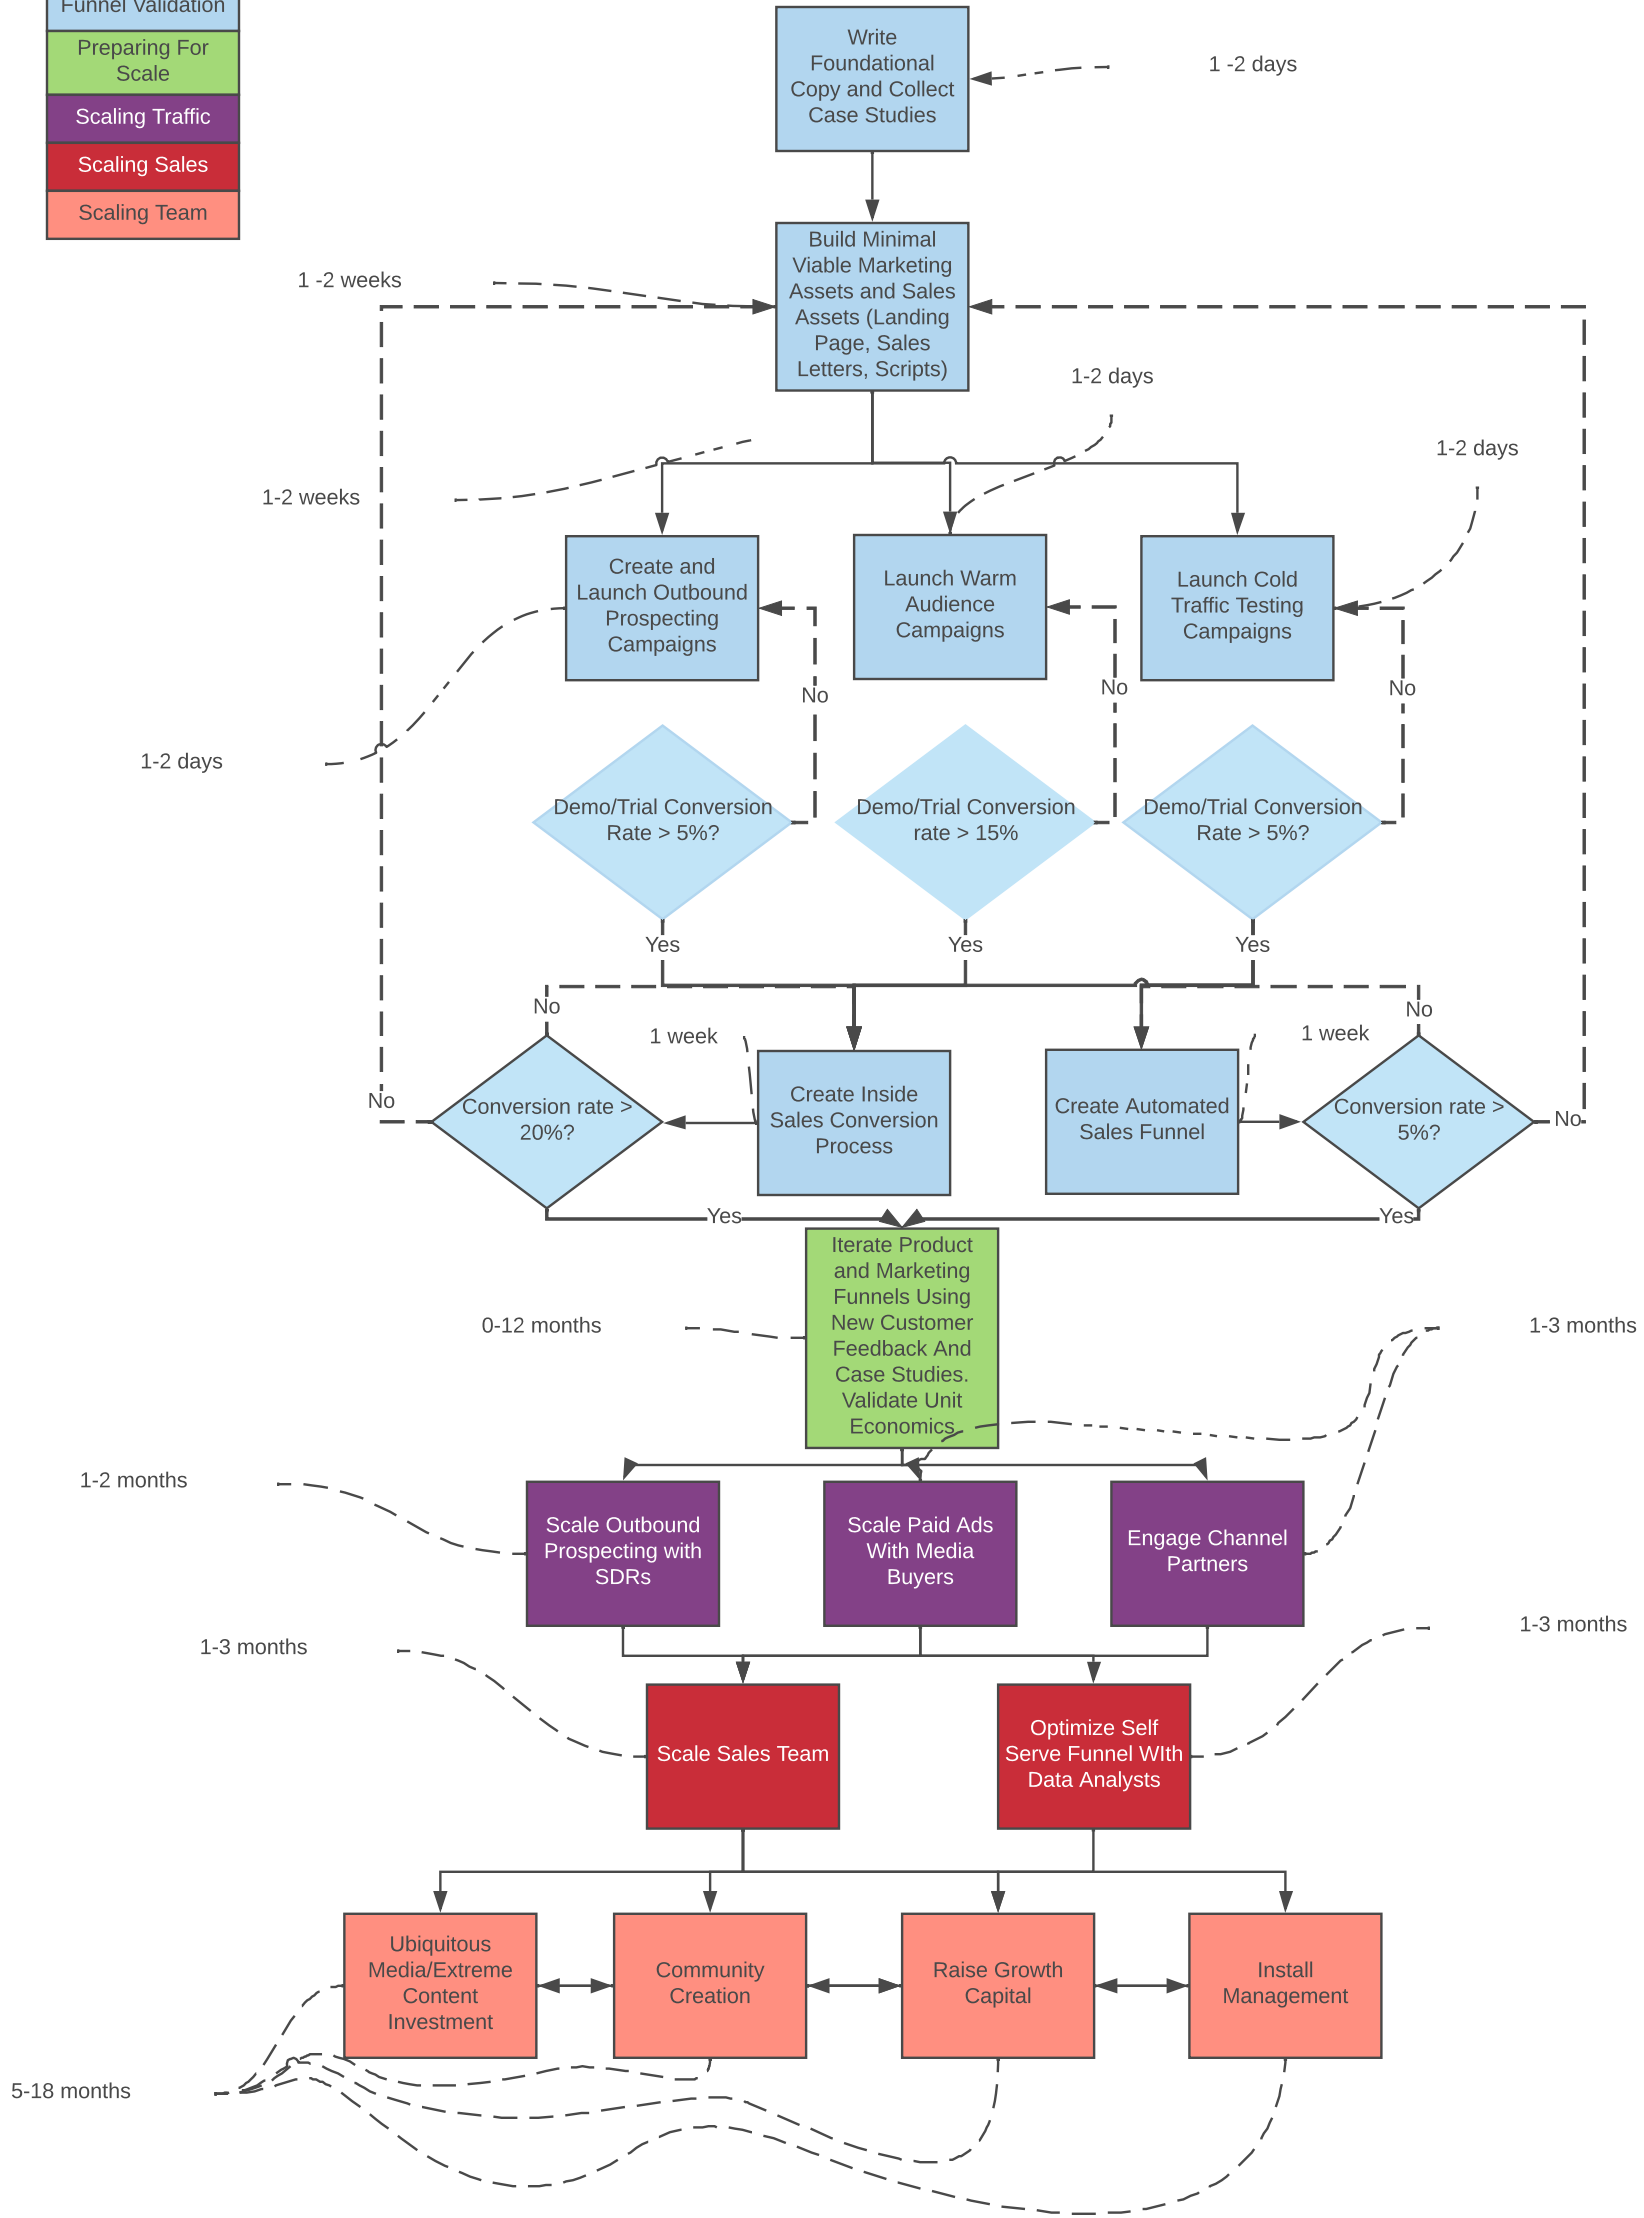 Funnel Validation
Preparing For
Scale
Scaling Traffic
Scaling Sales
Scaling Team
Write
Foundational
Copy and Collect
Case Studies
1 -2 days
Build Minimal
Viable Marketing
Assets and Sales
Assets (Landing
Page, Sales
Letters, Scripts)
1 -2 weeks
1-2 days
1-2 days
1-2 weeks
Create and
Launch Outbound
Prospecting
Campaigns
Launch Warm
Audience
Campaigns
Launch Cold
Traffic Testing
Campaigns
No
No
No
1-2 days
Demo/Trial Conversion
Rate > 5%?
Demo/Trial Conversion
rate > 15%
Demo/Trial Conversion
Rate > 5%?
Yes
Yes
Yes
No
No
1 week
1 week
No
Conversion rate >
20%?
Create Inside
Sales Conversion
Process
Create Automated
Sales Funnel
Conversion rate >
5%?
No
Yes
Yes
Iterate Product
and Marketing
Funnels Using
New Customer
Feedback And
Case Studies.
Validate Unit
Economics
0-12 months
1-3 months
1-2 months
Scale Outbound
Prospecting with
SDRs
Scale Paid Ads
With Media
Buyers
Engage Channel
Partners
1-3 months
1-3 months
Scale Sales Team
Optimize Self
Serve Funnel WIth
Data Analysts
Ubiquitous
Media/Extreme
Content
Investment
Community
Creation
Raise Growth
Capital
Install
Management
5-18 months